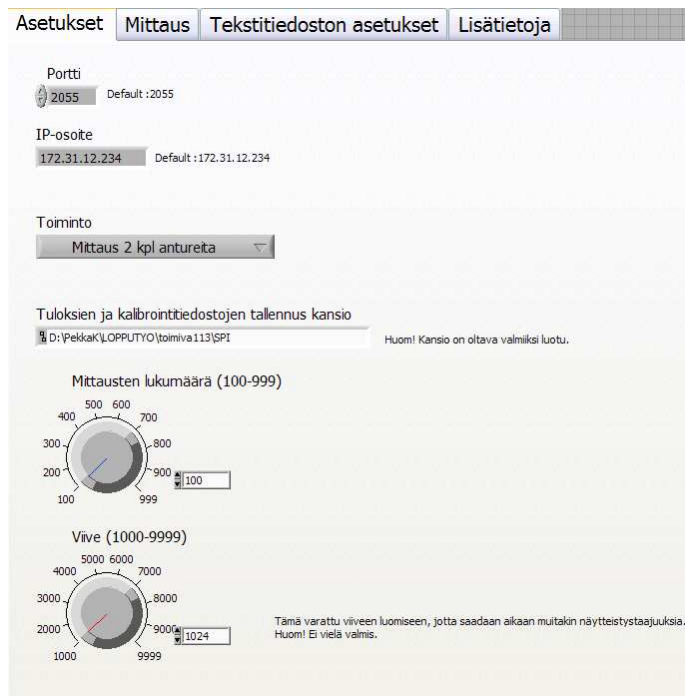 Asetukset Mittaus Tekstitiedoston asetukset Lisätietoja
Portti
2055 Default :2055
IP-osoite
172.31.12.234 Default :172.31.12.234
Toiminto
Mittaus 2 kpl antureita
Tuloksien ja kalibrointitiedostojen tallennus kansio
D:\PekkaK\LOPPUTYO\toimiva113\SPI Huom! Kansio on oltava valmiiksi luotu.
Mittausten lukumäärä (100-999)
500 600
400 700
300 800
200 900 100
100 999
Viive (1000-9999)
5000 6000
4000 7000
3000 8000
2000 9000 1024
1000 9999
Tämä varattu viiveen luomiseen, jotta saadaan aikaan muitakin näytteistystaajuuksia.
Huom! Ei vielä valmis.